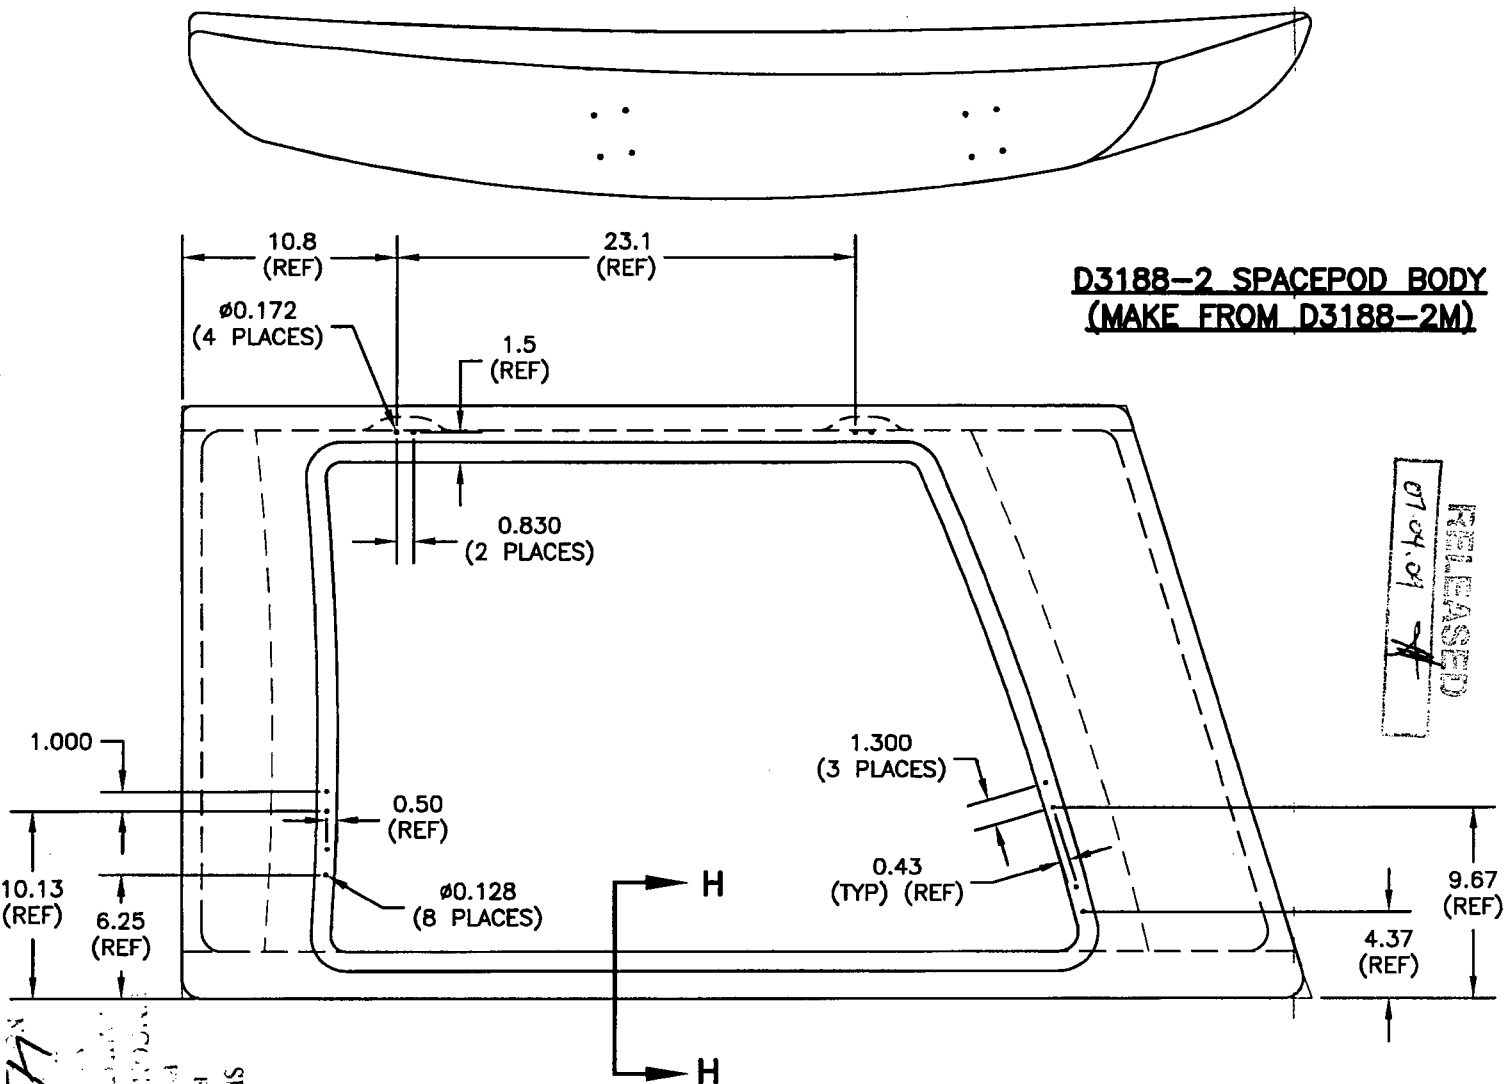 10.8
(REF)
23.1
(REF)
D3188-2 SPACEPOD BODY
(MAKE FROM D3188-2M)
ø0.172
(4 PLACES)
1.5
(REF)
0.830
(2 PLACES)
RELEASED
07.04.09
1.000
1.300
(3 PLACES)
0.50
(REF)
0.43
(TYP) (REF)
10.13
(REF)
6.25
(REF)
ø0.128
(8 PLACES)
H
9.67
(REF)
4.37
(REF)
H